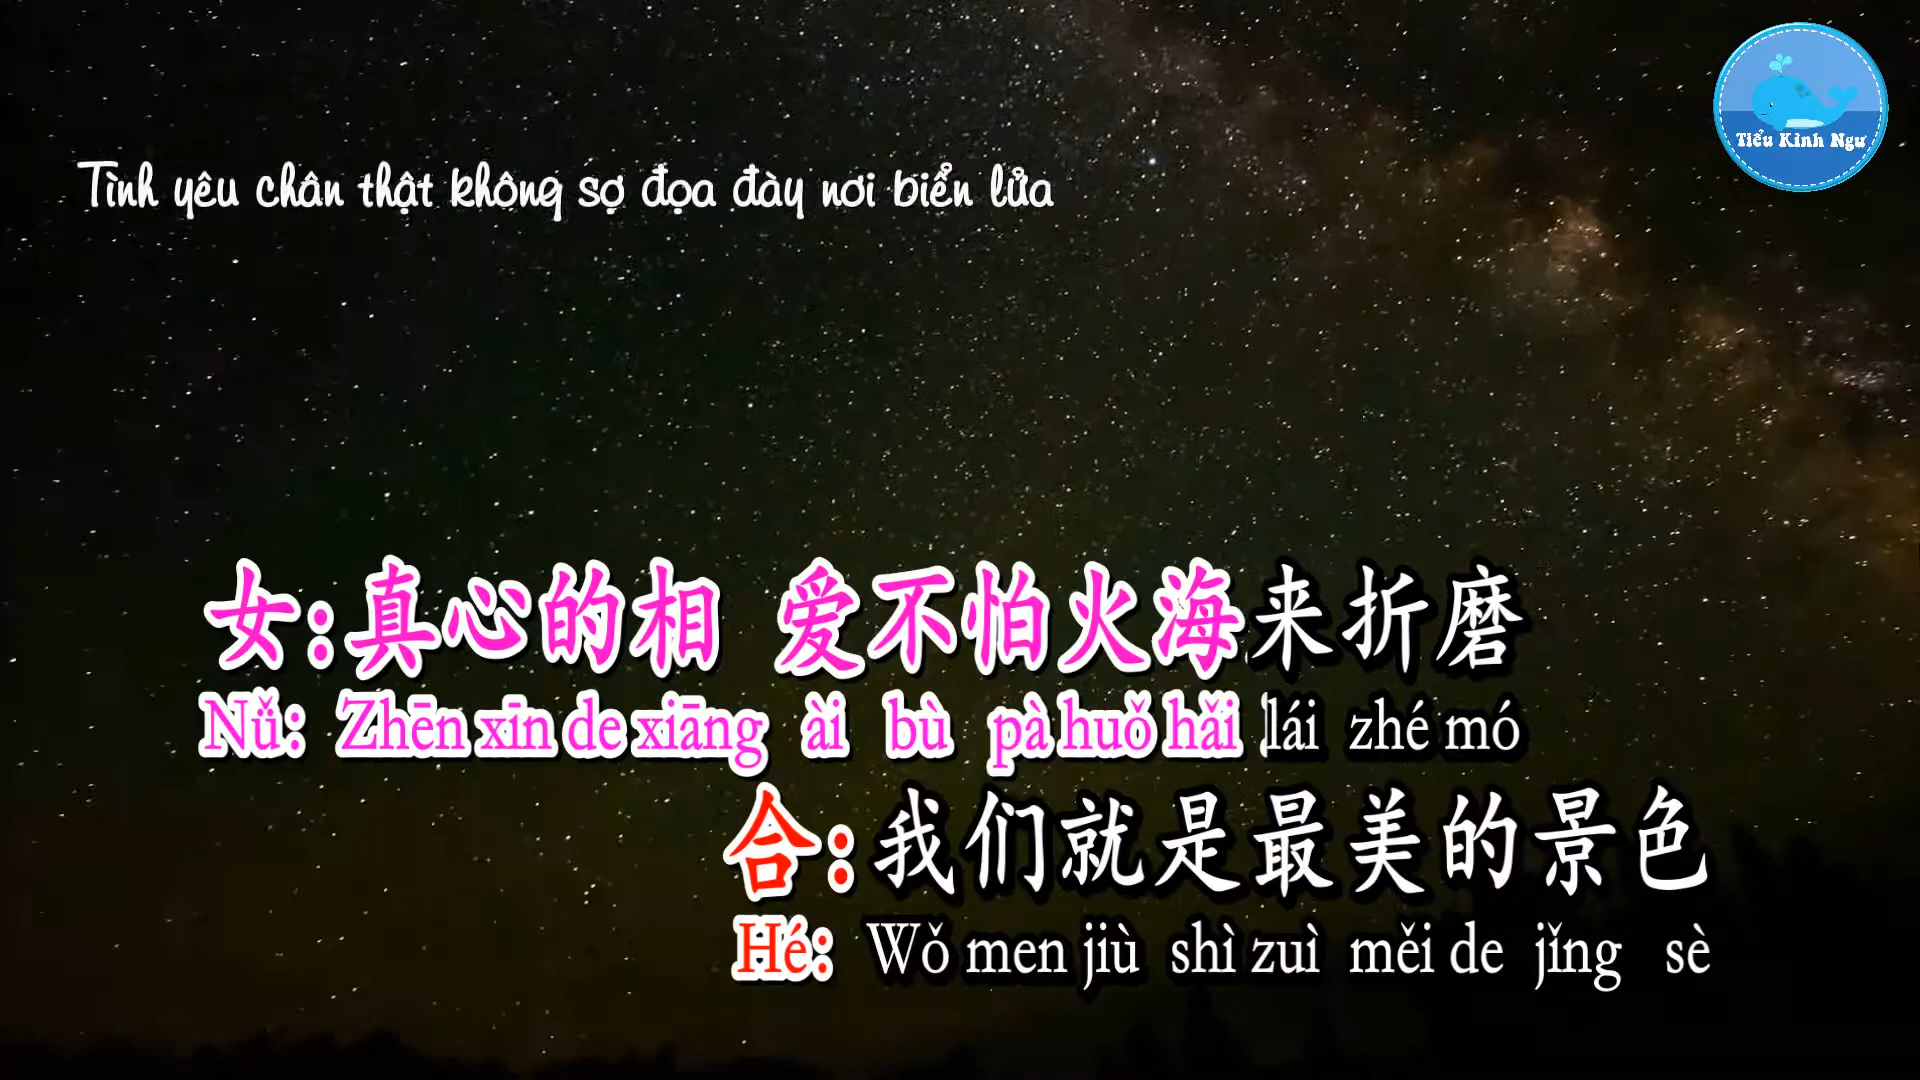 Tiểu Kình Ngư
Tình yêu chân thật không sợ đọa đày nơi biển lửa
女:真心的相 爱不怕火海来折磨
Nǚ: Zhēn xīn de xiāng ài bù pà huǒ hǎi lái zhé mó
合:我们就是最美的景色
Hé: Wǒ men jiù shì zuì měi de jǐng sè